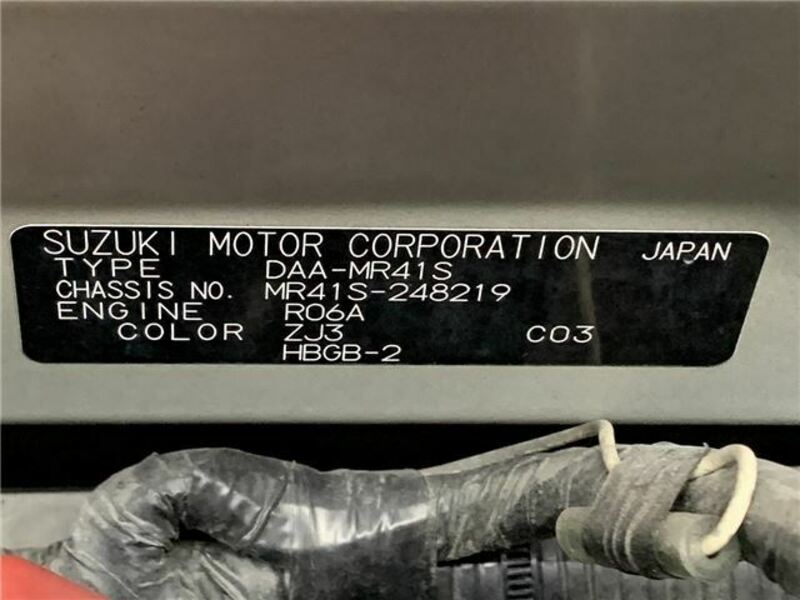 SUZUKI MOTOR CORPORATION JAPAN
TYPE DAA-MR41S
CHASSIS NO. MR41S-248219
ENGINE R06A
COLOR ZJ3 C03
HBGB-2